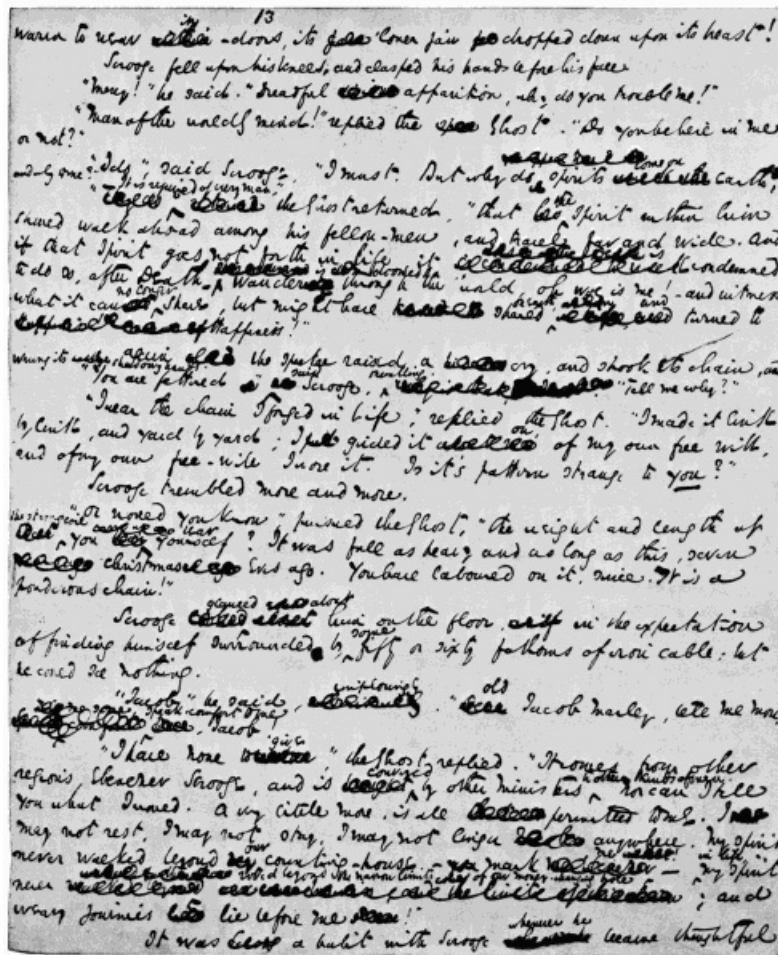 13
warm to wear in -doors, its lower jaw dropped down upon its breast!
Scrooge fell upon his knees, and clasped his hands before his face
"Mercy!" he said. "Dreadful apparition, why do you trouble me!"
"Man of the worldly mind!" replied the Ghost. "Do you believe in me
or not?"
"I do", said Scrooge, "I must. But why do spirits come on earth
and why come
"It is required of every man,"
the Ghost returned, "that the Spirit within him
should walk abroad among his fellow-men, and travel far and wide. And
if that Spirit goes not forth in life, it is condemned
to do so, after Death. is doomed to wander through the world, oh woe is me! - and witness
what it cannot share, but might have shared on earth and turned to
happiness!"
again the spectre raised a cry, and shook its chain, and
wrung its shadowy hands.
"You are fettered said Scrooge, trembling. "Tell me why?"
"I wear the chain I forged in life," replied the Ghost. "I made it link
by link, and yard by yard; I girded it on of my own free will,
and of my own free-will I wore it. Is it's pattern strange to you?"
Scrooge trembled more and more.
"or would you know" pursued the Ghost, "the weight and length of
the strong coil you bear yourself? It was full as heavy and as long as this, seven
christmas Eves ago. You have laboured on it, since. It is a
ponderous chain!"
Scrooge glanced about him on the floor, in the expectation
of finding himself surrounded by some fifty or sixty fathoms of iron cable: but
he could see nothing.
"Jacob" he said, imploringly. "old Jacob Marley, tell me more
speak comfort to me, Jacob.
"I have none to give," the Ghost replied. "It comes from other
regions, Ebenezer Scrooge, and is conveyed by other ministers, to other kinds of men, nor can I tell
you what I would. A very little more, is all permitted to me. I
may not rest, I may not stay, I may not linger anywhere. My spirit
never walked beyond our counting-house - mark me! - in life my spirit
never roved beyond the narrow limits of our money-changing hole; and
weary journies lie before me!"
It was a habit with Scrooge whenever he became thoughtful